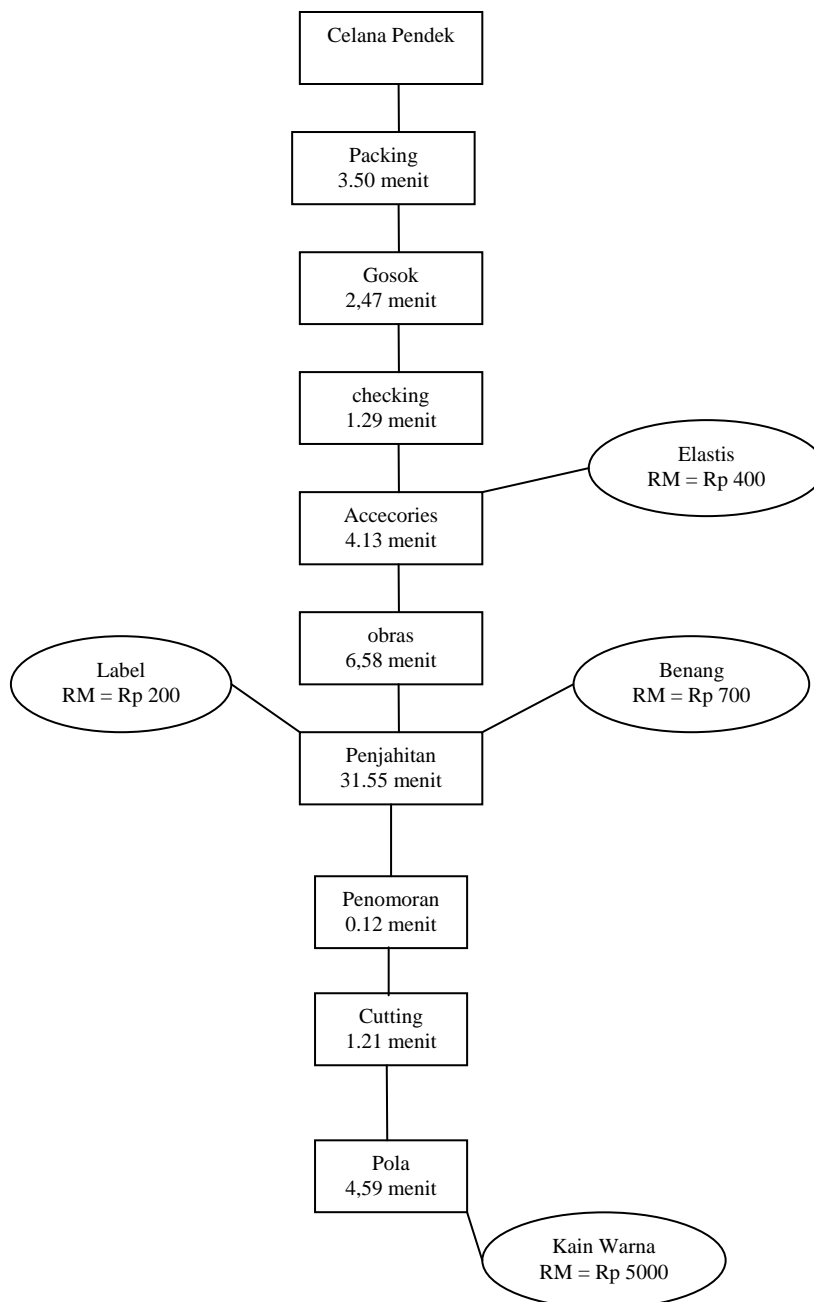 Celana Pendek
Packing
3.50 menit
Gosok
2,47 menit
checking
1.29 menit
Elastis
RM = Rp 400
Accecories
4.13 menit
obras
6,58 menit
Label
RM = Rp 200
Benang
RM = Rp 700
Penjahitan
31.55 menit
Penomoran
0.12 menit
Cutting
1.21 menit
Pola
4,59 menit
Kain Warna
RM = Rp 5000